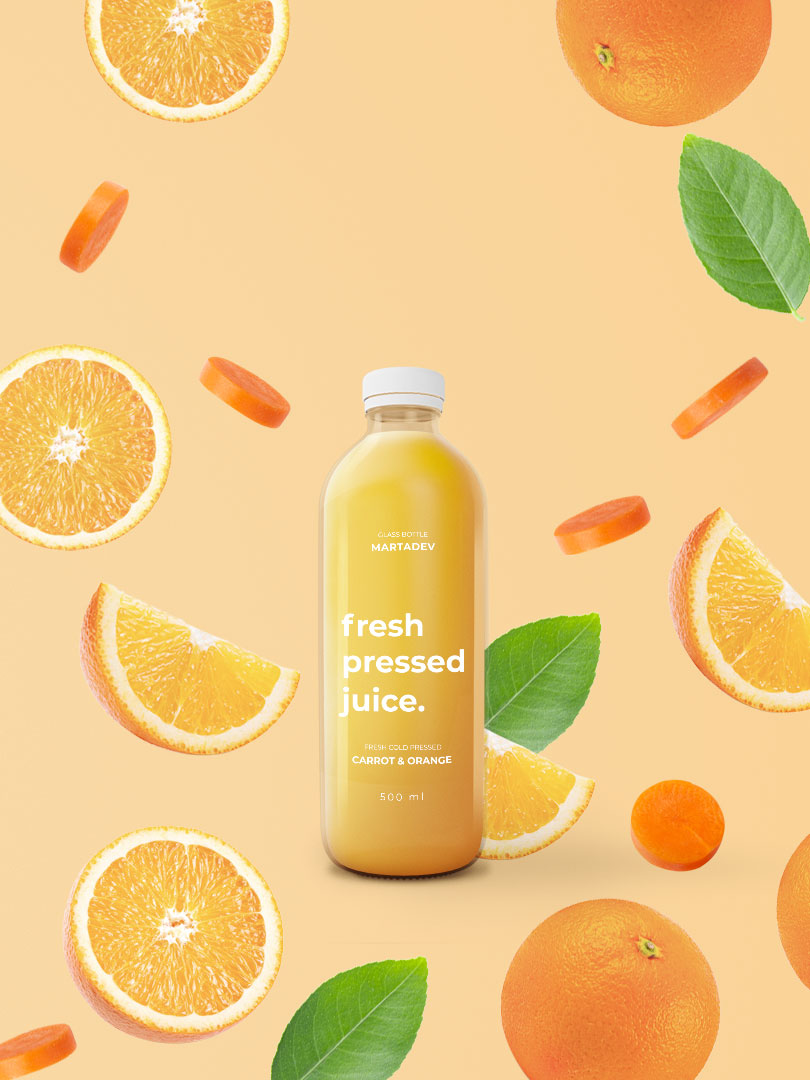 GLASS BOTTLE
MARTADEV
fresh
pressed
juice.
FRESH COLD PRESSED
CARROT & ORANGE
500 ml